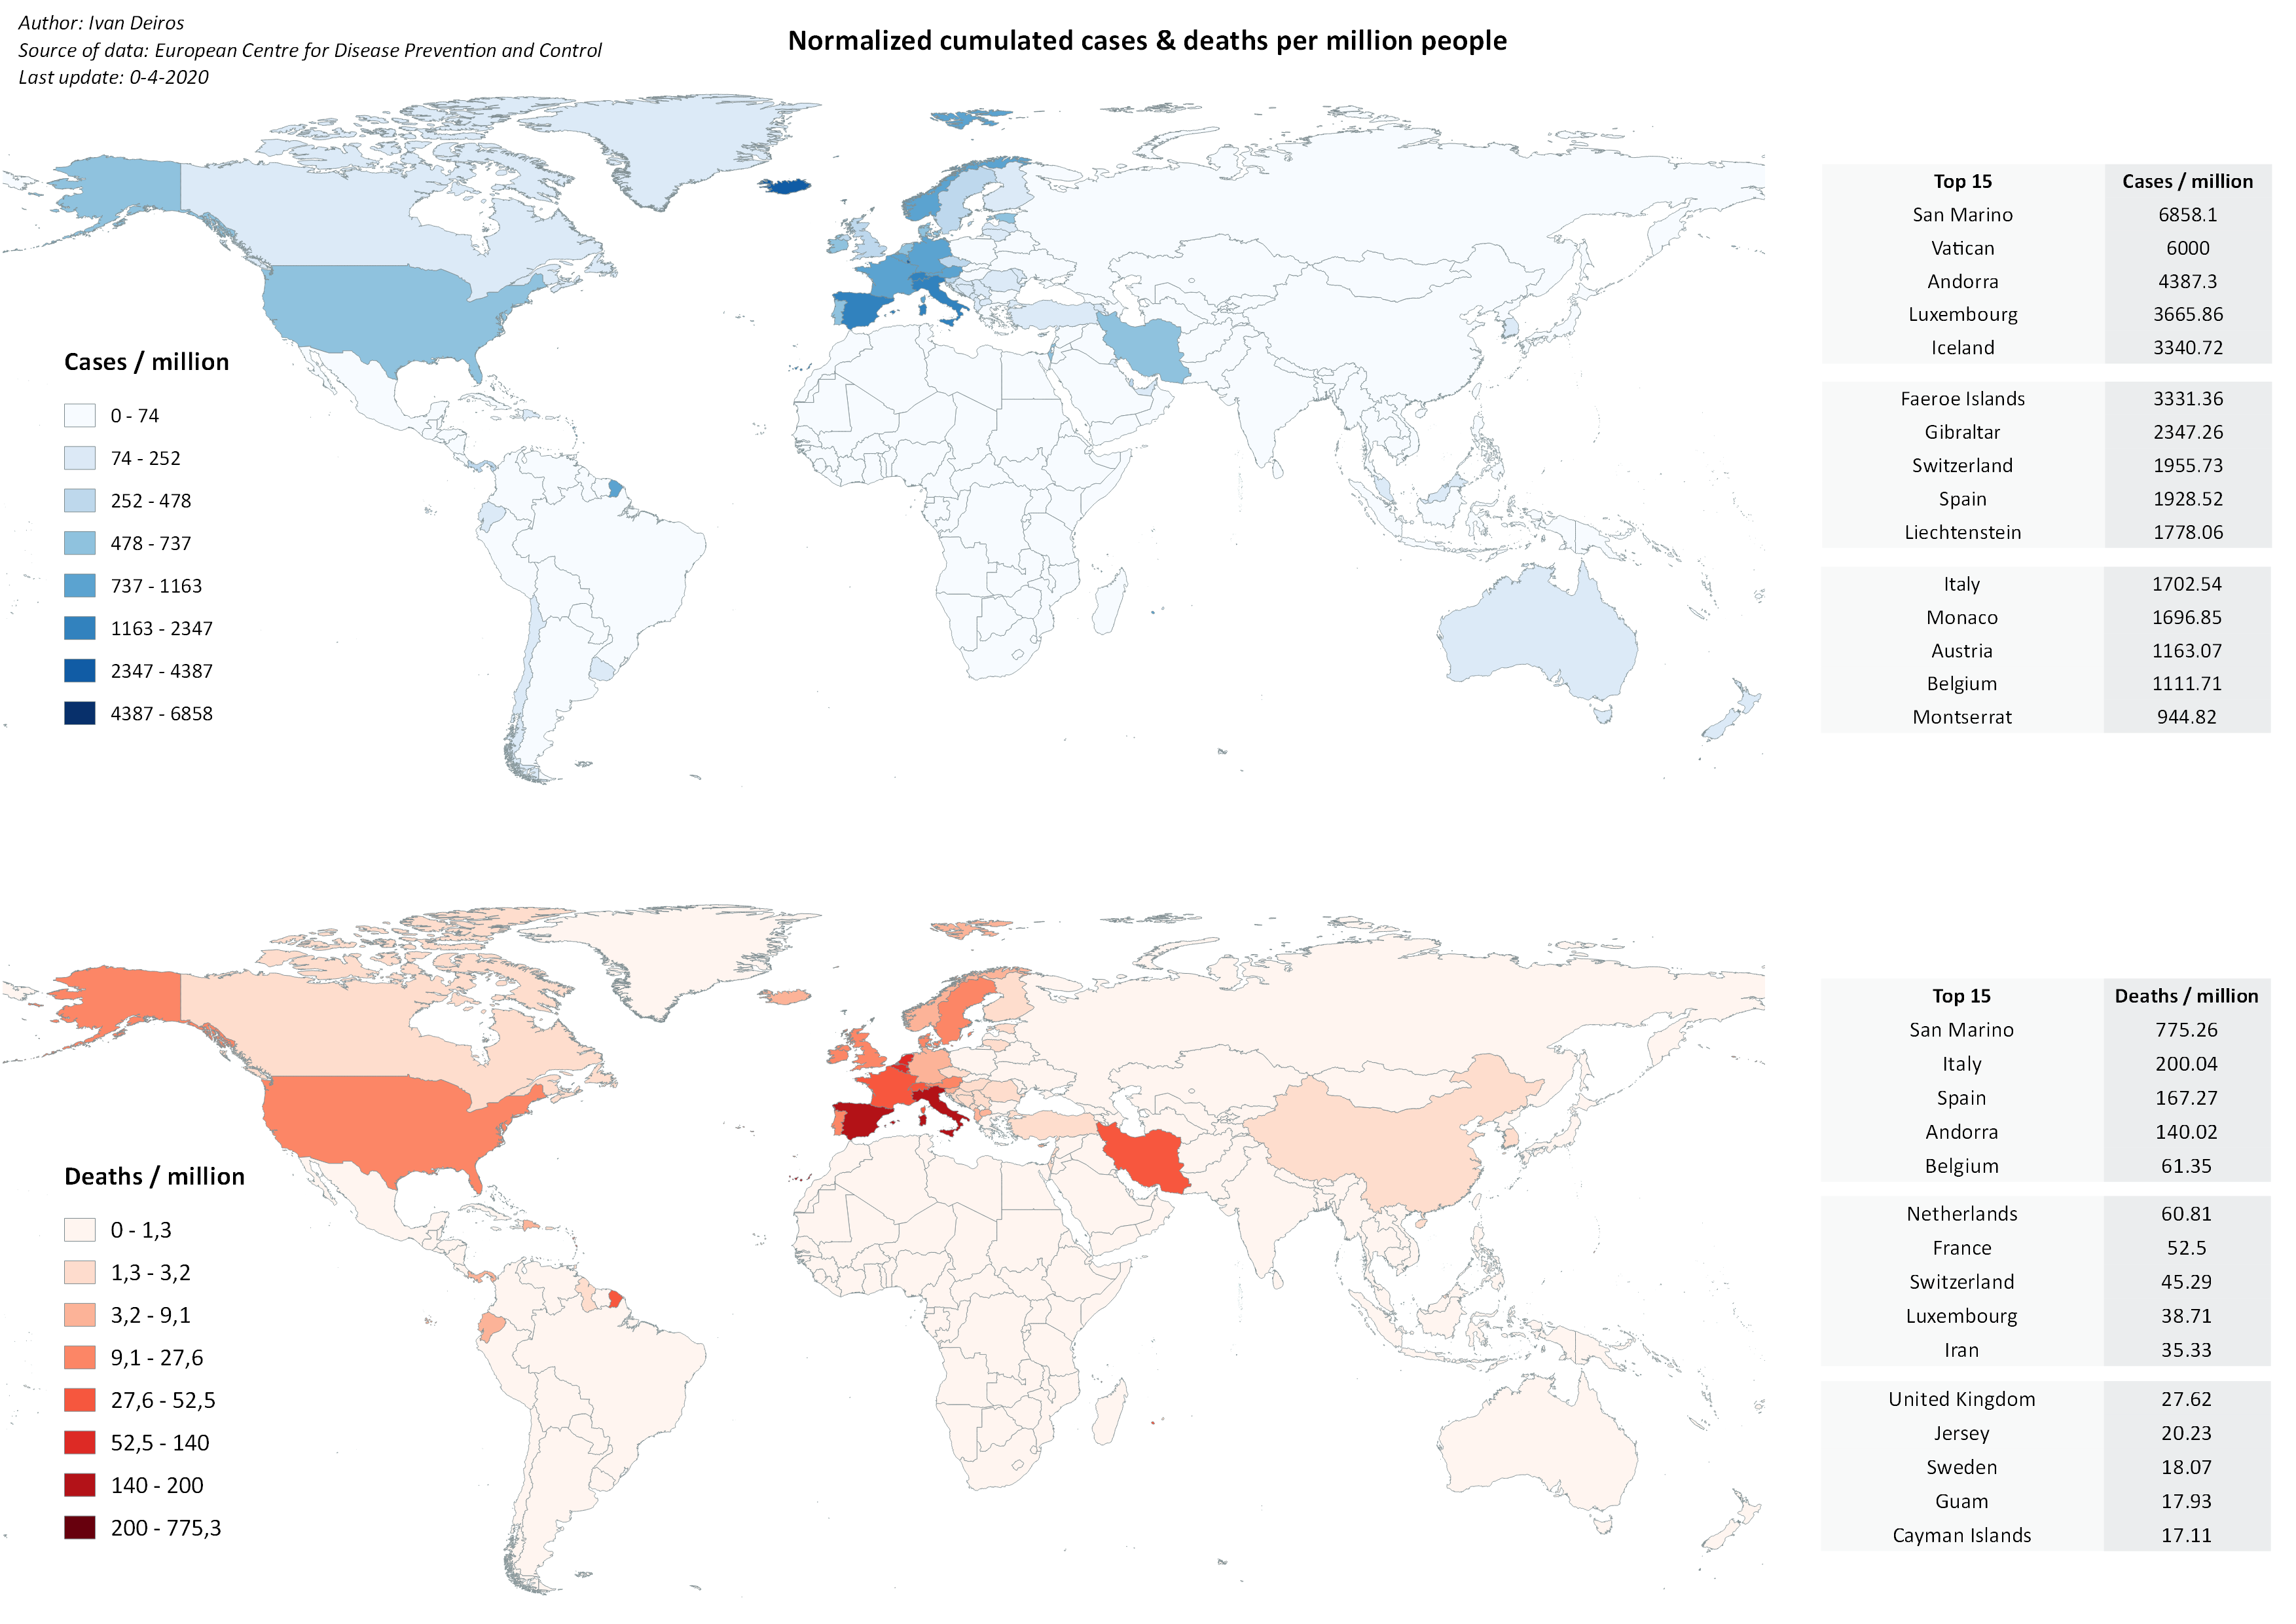 Author: Ivan Deiros
Source of data: European Centre for Disease Prevention and Control
Last update: 0-4-2020
Normalized cumulated cases & deaths per million people
Cases / million
0 - 74
74 - 252
252 - 478
478 - 737
737 - 1163
1163 - 2347
2347 - 4387
4387 - 6858
Top 15 Cases / million
San Marino 6858.1
Vatican 6000
Andorra 4387.3
Luxembourg 3665.86
Iceland 3340.72
Faeroe Islands 3331.36
Gibraltar 2347.26
Switzerland 1955.73
Spain 1928.52
Liechtenstein 1778.06
Italy 1702.54
Monaco 1696.85
Austria 1163.07
Belgium 1111.71
Montserrat 944.82
Deaths / million
0 - 1,3
1,3 - 3,2
3,2 - 9,1
9,1 - 27,6
27,6 - 52,5
52,5 - 140
140 - 200
200 - 775,3
Top 15 Deaths / million
San Marino 775.26
Italy 200.04
Spain 167.27
Andorra 140.02
Belgium 61.35
Netherlands 60.81
France 52.5
Switzerland 45.29
Luxembourg 38.71
Iran 35.33
United Kingdom 27.62
Jersey 20.23
Sweden 18.07
Guam 17.93
Cayman Islands 17.11